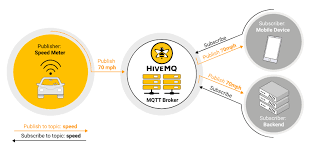 Publisher:
Speed Meter
Publish
70 mph
HIVEMQ
MQTT Broker
Subscribe
Publish
70mph
Subscriber:
Mobile Device
Publish
70mph
Subscribe
Subscriber:
Backend
Publish to topic: speed
Subscribe to topic: speed